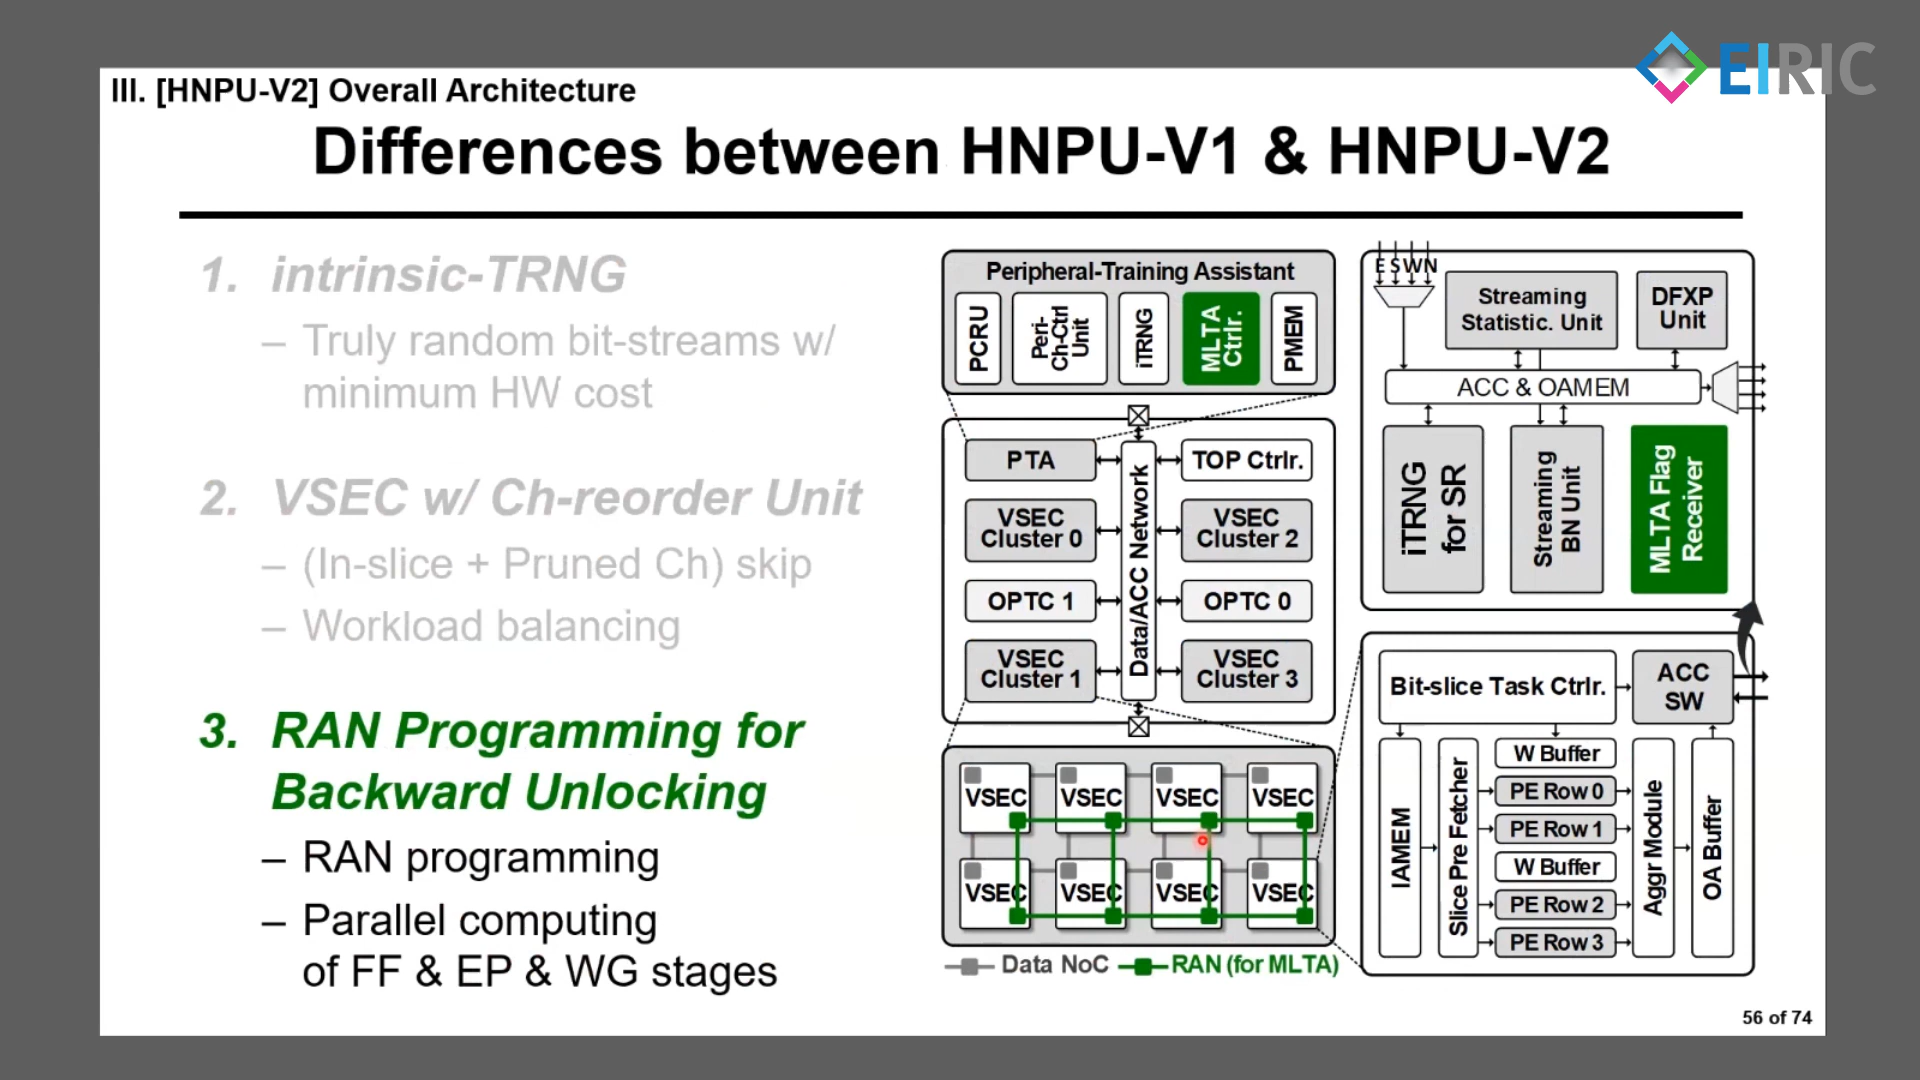 EIRIC
III. [HNPU-V2] Overall Architecture
Differences between HNPU-V1 & HNPU-V2
1. intrinsic-TRNG
– Truly random bit-streams w/
minimum HW cost
2. VSEC w/ Ch-reorder Unit
– (In-slice + Pruned Ch) skip
– Workload balancing
3. RAN Programming for
Backward Unlocking
– RAN programming
– Parallel computing
of FF & EP & WG stages
Peripheral-Training Assistant
PCRU
Peri-
Ch-Ctrl
Unit
iTRNG
MLTA
Ctrlr.
PMEM
PTA
TOP Ctrlr.
VSEC
Cluster 0
VSEC
Cluster 2
OPTC 1
OPTC 0
VSEC
Cluster 1
VSEC
Cluster 3
Data/ACC Network
VSEC VSEC VSEC VSEC
VSEC VSEC VSEC VSEC
Data NoC RAN (for MLTA)
E S W N
Streaming
Statistic. Unit
DFXP
Unit
ACC & OAMEM
iTRNG
for SR
Streaming
BN Unit
MLTA Flag
Receiver
Bit-slice Task Ctrlr.
ACC
SW
IAMEM
Slice Pre Fetcher
W Buffer
PE Row 0
PE Row 1
W Buffer
PE Row 2
PE Row 3
Aggr Module
OA Buffer
56 of 74